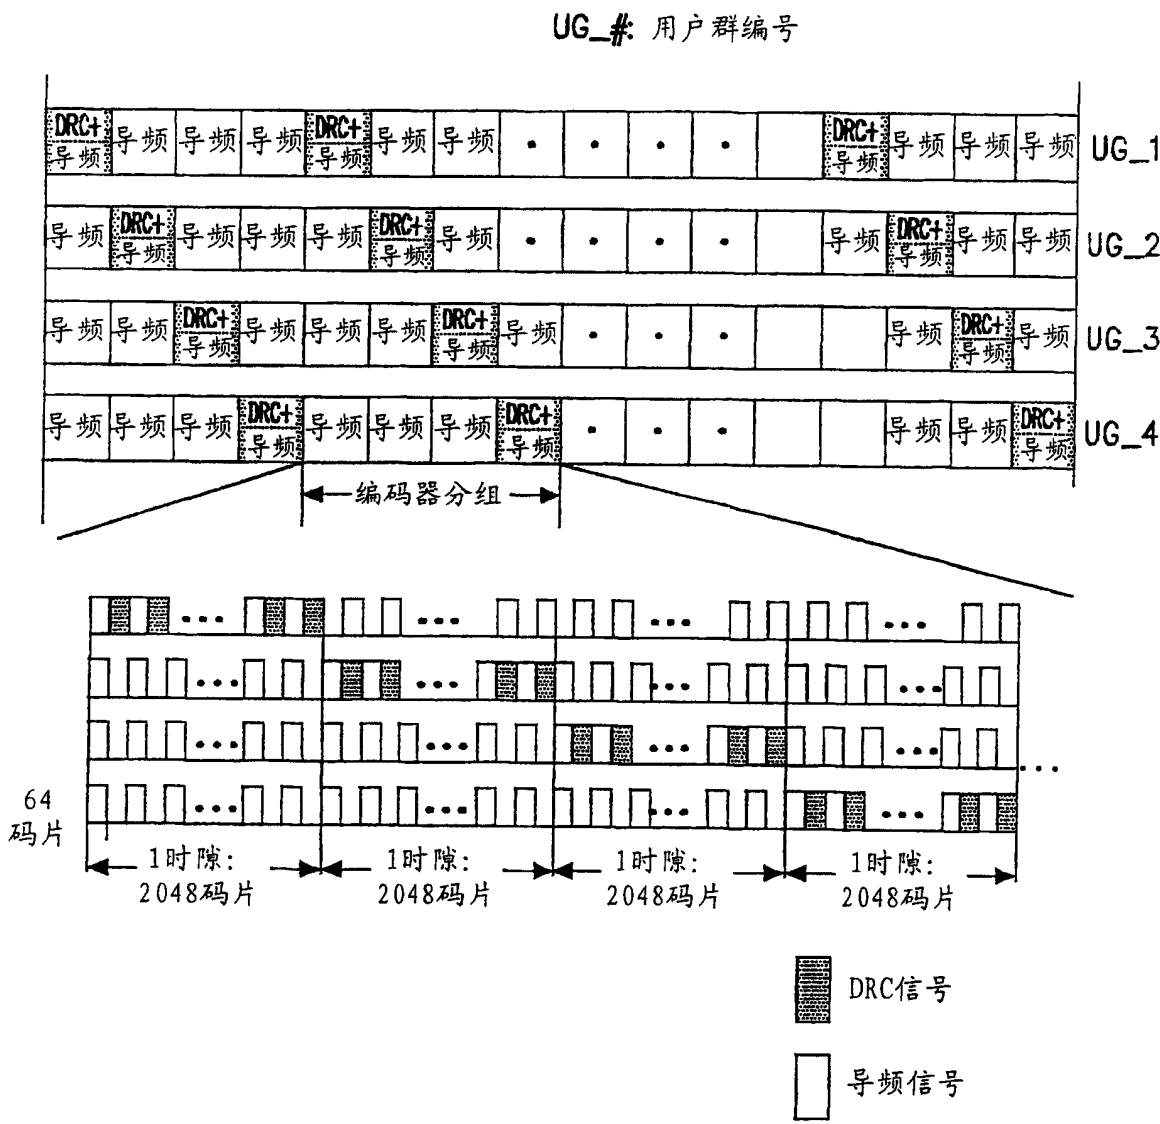 UG_#: 用户群编号
DRC+ 导频 导频 导频 导频 DRC+ 导频 导频 导频 DRC+ 导频 导频 导频 导频 UG_1
导频 DRC+ 导频 导频 导频 导频 DRC+ 导频 导频 导频 DRC+ 导频 导频 导频 UG_2
导频 导频 DRC+ 导频 导频 导频 导频 DRC+ 导频 导频 导频 DRC+ 导频 导频 UG_3
导频 导频 导频 DRC+ 导频 导频 导频 导频 DRC+ 导频 导频 导频 DRC+ 导频 UG_4
编码器分组
64
码片
1时隙: 1时隙: 1时隙: 1时隙:
2048码片 2048码片 2048码片 2048码片
DRC信号
导频信号